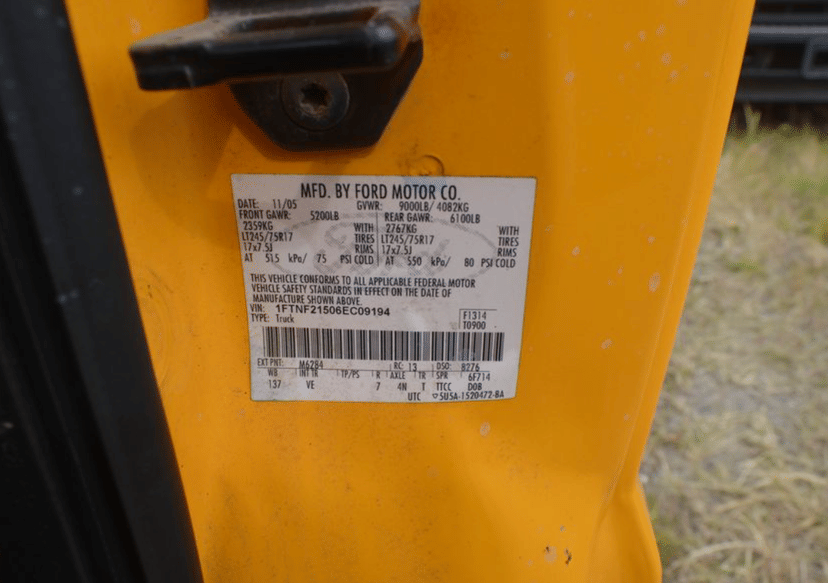 MFD. BY FORD MOTOR CO.
DATE: 11/05 GVWR: 9000LB/ 4082KG
FRONT GAWR: 5200LB REAR GAWR: 6100LB
2359KG WITH 2767KG WITH
LT245/75R17 TIRES LT245/75R17 TIRES
17x7.5J RIMS 17x7.5J RIMS
AT 515 kPa/ 75 PSI COLD AT 550 kPa/ 80 PSI COLD
THIS VEHICLE CONFORMS TO ALL APPLICABLE FEDERAL MOTOR
VEHICLE SAFETY STANDARDS IN EFFECT ON THE DATE OF
MANUFACTURE SHOWN ABOVE.
VIN: 1FTNF21506EC09194 F1314
TYPE: Truck T0900
EXT PNT: M6284 RC: 13 DSO: 8276
WB INT TR TP/PS R AXLE TR SPR 6F714
137 VE 7 4N T TTCC D0B
UTC ▽5U5A-1520472-BA